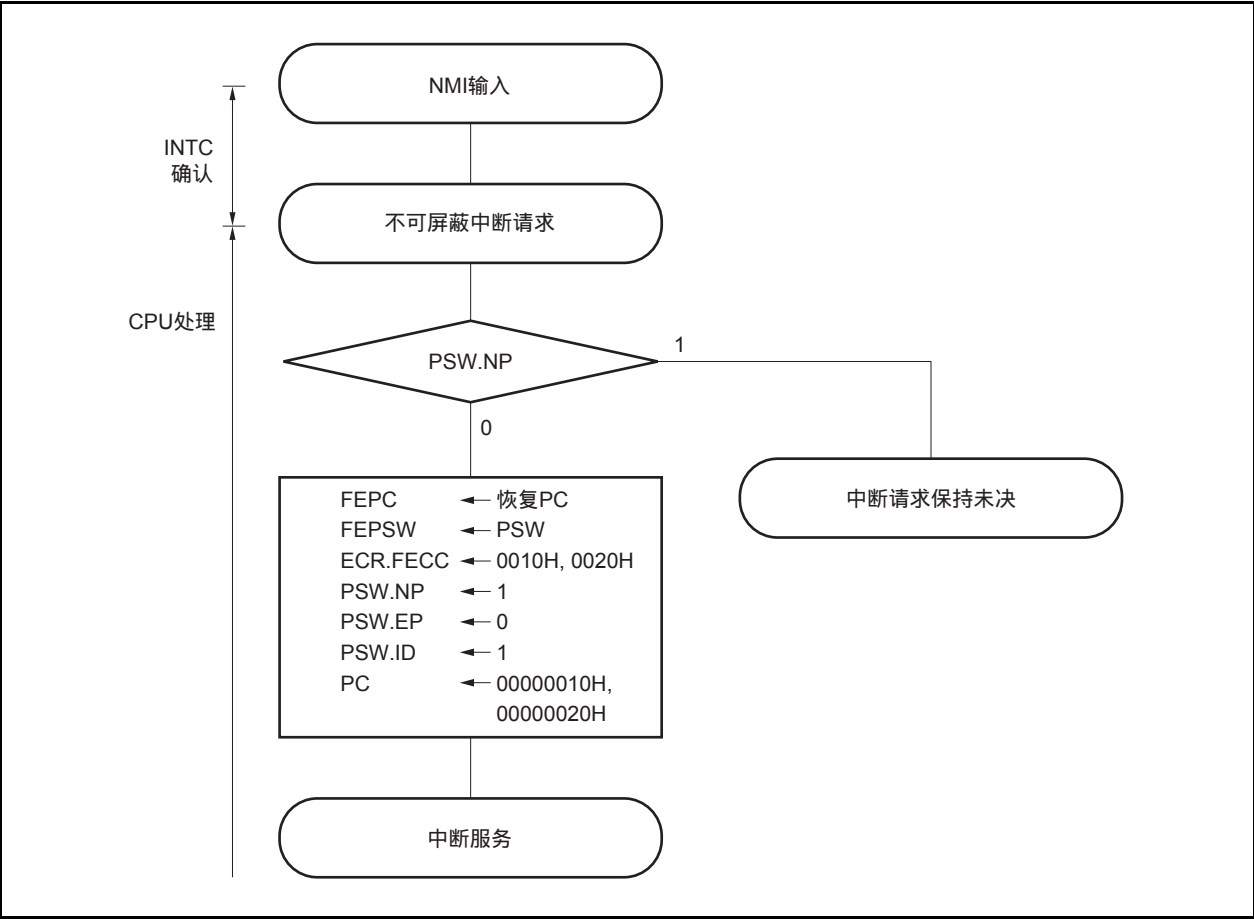 NMI输入
INTC
确认
不可屏蔽中断请求
CPU处理
PSW.NP
1
0
FEPC ← 恢复PC
FEPSW ← PSW
ECR.FECC ← 0010H, 0020H
PSW.NP ← 1
PSW.EP ← 0
PSW.ID ← 1
PC ← 00000010H,
00000020H
中断请求保持未决
中断服务